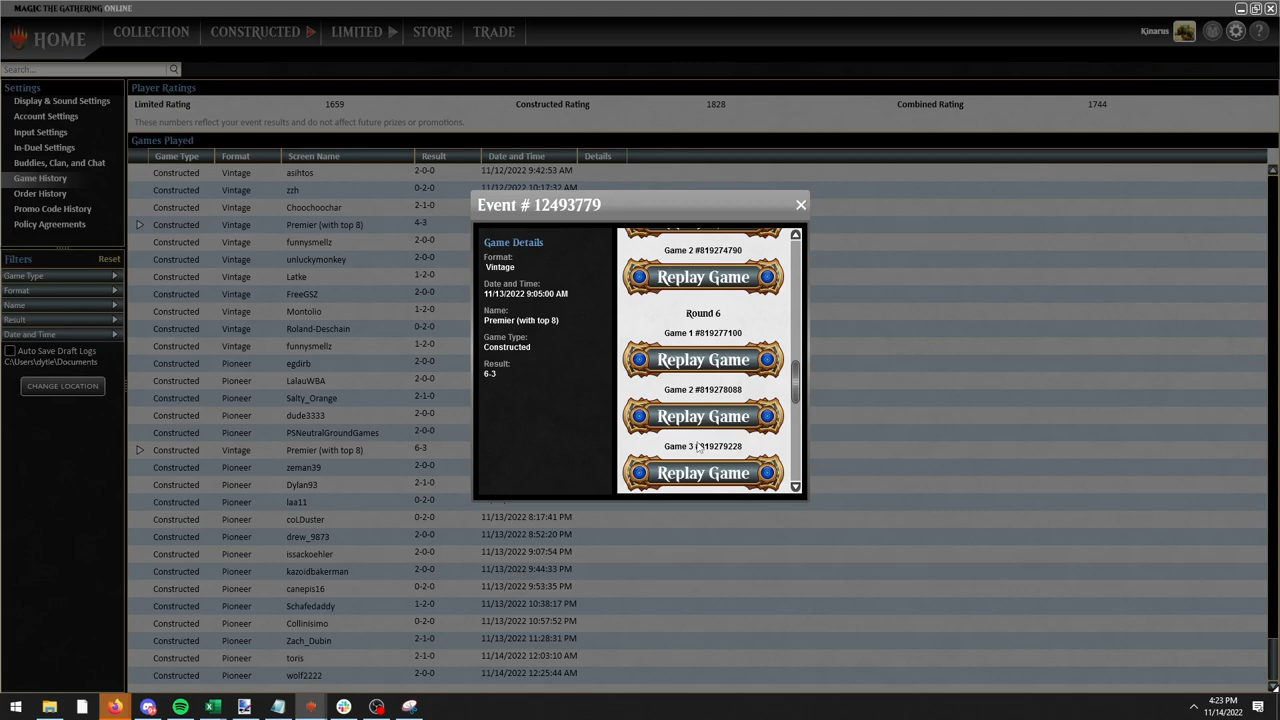 MAGIC THE GATHERING ONLINE
HOME
COLLECTION
CONSTRUCTED
LIMITED
STORE
TRADE
Kinarus
Search...
Settings
Display & Sound Settings
Account Settings
Input Settings
In-Duel Settings
Buddies, Clan, and Chat
Game History
Order History
Promo Code History
Policy Agreements
Filters Reset
Game Type
Format
Name
Result
Date and Time
Auto Save Draft Logs
C:\Users\dytie\Documents
CHANGE LOCATION
Player Ratings
Limited Rating 1659 Constructed Rating 1828 Combined Rating 1744
These numbers reflect your event results and do not affect future prizes or promotions.
Games Played
Game Type Format Screen Name Result Date and Time Details
Constructed Vintage asihtos 2-0-0 11/12/2022 9:42:53 AM
Constructed Vintage zzh 0-2-0 11/12/2022 10:17:32 AM
Constructed Vintage Choochoochar 2-1-0
Constructed Vintage Premier (with top 8) 4-3
Constructed Vintage funnysmellz 2-0-0
Constructed Vintage unluckymonkey 2-0-0
Constructed Vintage Latke 1-2-0
Constructed Vintage FreeGSZ 2-0-0
Constructed Vintage Montolio 1-2-0
Constructed Vintage Roland-Deschain 0-2-0
Constructed Vintage funnysmellz 1-2-0
Constructed Pioneer egdirb 2-0-0
Constructed Pioneer LalauWBA 2-0-0
Constructed Pioneer Salty_Orange 2-1-0
Constructed Pioneer dude3333 2-0-0
Constructed Pioneer PSNeutralGroundGames 2-0-0
Constructed Vintage Premier (with top 8) 6-3
Constructed Pioneer zeman39 2-0-0
Constructed Pioneer Dylan93 2-1-0
Constructed Pioneer laa11 2-0-0
Constructed Pioneer coLDuster 0-2-0 11/13/2022 8:17:41 PM
Constructed Pioneer drew_9873 2-0-0 11/13/2022 8:52:20 PM
Constructed Pioneer issackoehler 2-0-0 11/13/2022 9:07:54 PM
Constructed Pioneer kazoidbakerman 2-0-0 11/13/2022 9:44:33 PM
Constructed Pioneer canepis16 0-2-0 11/13/2022 9:53:35 PM
Constructed Pioneer Schafedaddy 1-2-0 11/13/2022 10:38:17 PM
Constructed Pioneer Collinisimo 0-2-0 11/13/2022 10:57:52 PM
Constructed Pioneer Zach_Dubin 2-1-0 11/13/2022 11:28:31 PM
Constructed Pioneer toris 2-1-0 11/14/2022 12:03:10 AM
Constructed Pioneer wolf2222 2-0-0 11/14/2022 12:25:44 AM
Event # 12493779
Game Details
Format:
Vintage
Date and Time:
11/13/2022 9:05:00 AM
Name:
Premier (with top 8)
Game Type:
Constructed
Result:
6-3
Game 2 #819274790
Replay Game
Round 6
Game 1 #819277100
Replay Game
Game 2 #819278088
Replay Game
Game 3 #819279228
Replay Game
4:23 PM
11/14/2022